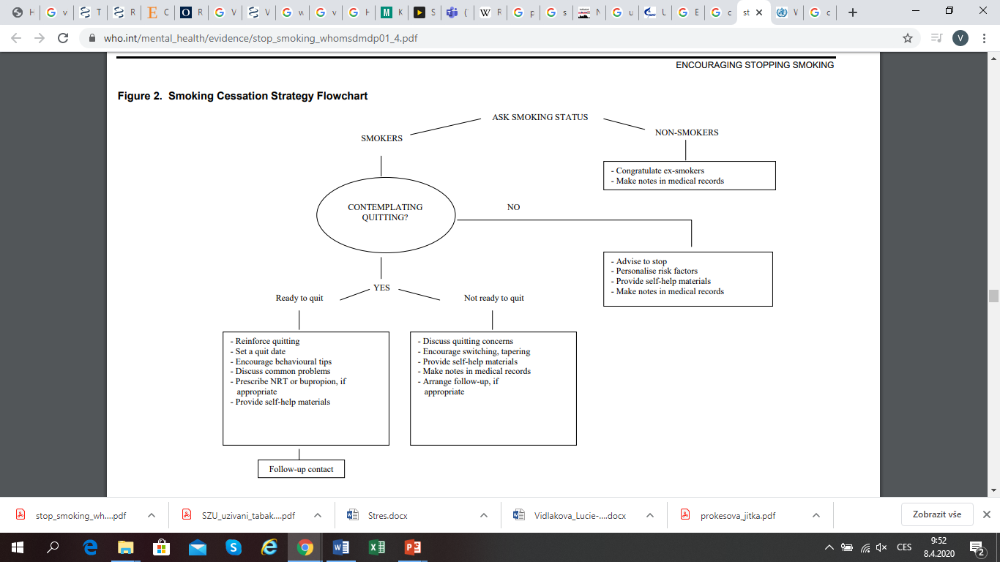 H
v
T
R
C
R
V
V
w
v
H
K
S
(
R
p
s
N
u
U
E
c
st
V
c
who.int/mental_health/evidence/stop_smoking_whomsdmdp01_4.pdf
V
ENCOURAGING STOPPING SMOKING
Figure 2. Smoking Cessation Strategy Flowchart
ASK SMOKING STATUS
SMOKERS
NON-SMOKERS
- Congratulate ex-smokers
- Make notes in medical records
CONTEMPLATING
QUITTING?
NO
- Advise to stop
- Personalise risk factors
- Provide self-help materials
- Make notes in medical records
YES
Ready to quit
Not ready to quit
- Reinforce quitting
- Set a quit date
- Encourage behavioural tips
- Discuss common problems
- Prescribe NRT or bupropion, if
appropriate
- Provide self-help materials
- Discuss quitting concerns
- Encourage switching, tapering
- Provide self-help materials
- Make notes in medical records
- Arrange follow-up, if
appropriate
Follow-up contact
stop_smoking_wh....pdf
SZU_uzivani_tabak....pdf
Stres.docx
Vidlakova_Lucie-....docx
prokesova_jitka.pdf
Zobrazit vše
CES
9:52
8.4.2020
2